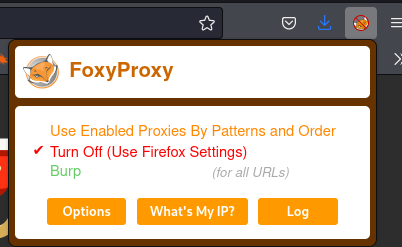 FoxyProxy
Use Enabled Proxies By Patterns and Order
✔ Turn Off (Use Firefox Settings)
Burp (for all URLs)
Options What's My IP? Log